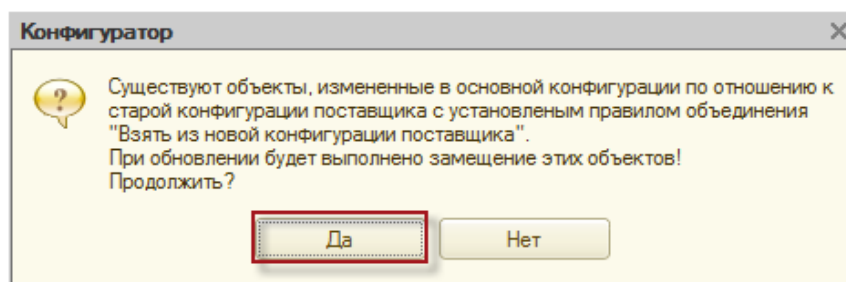 Конфигуратор
Существуют объекты, измененные в основной конфигурации по отношению к
старой конфигурации поставщика с установленым правилом объединения
"Взять из новой конфигурации поставщика".
При обновлении будет выполнено замещение этих объектов!
Продолжить?
Да Нет